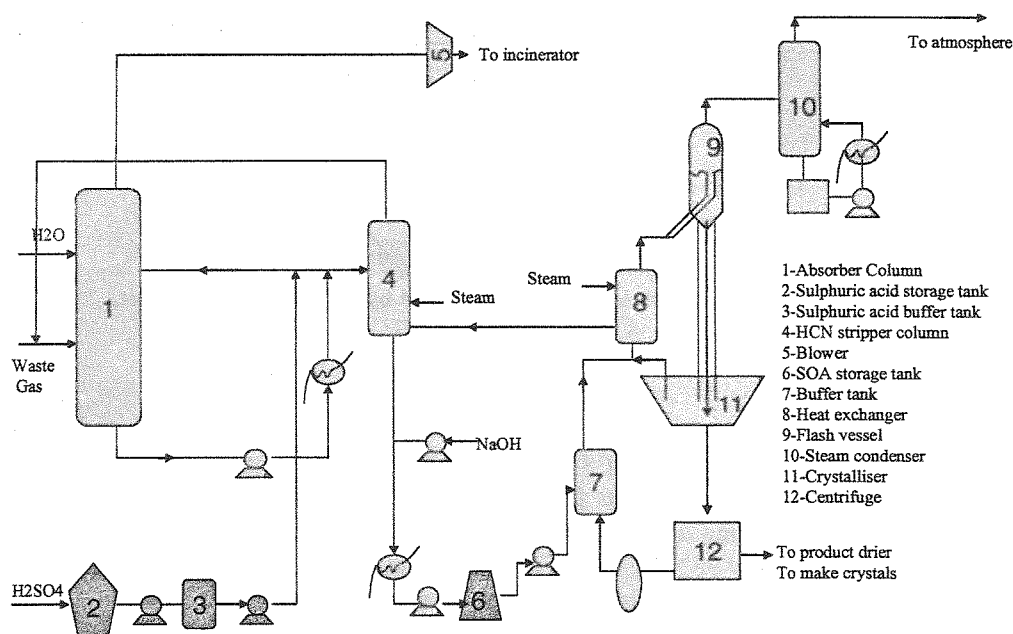 To atmosphere
5
To incinerator
10
9
H2O
4
1-Absorber Column
2-Sulphuric acid storage tank
3-Sulphuric acid buffer tank
4-HCN stripper column
5-Blower
6-SOA storage tank
7-Buffer tank
8-Heat exchanger
9-Flash vessel
10-Steam condenser
11-Crystalliser
12-Centrifuge
Steam
Steam
1
8
Waste
Gas
11
NaOH
7
12
To product drier
To make crystals
H2SO4
2
3
6